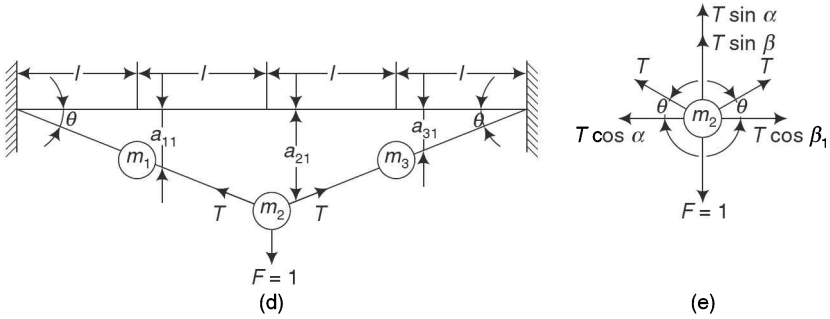 l l l l
θ θ
a11 a21 a31
m1 m2 m3
T T
F = 1
(d)
T sin α
T sin β
T T
θ θ
m2
T cos α T cos β1
F = 1
(e)